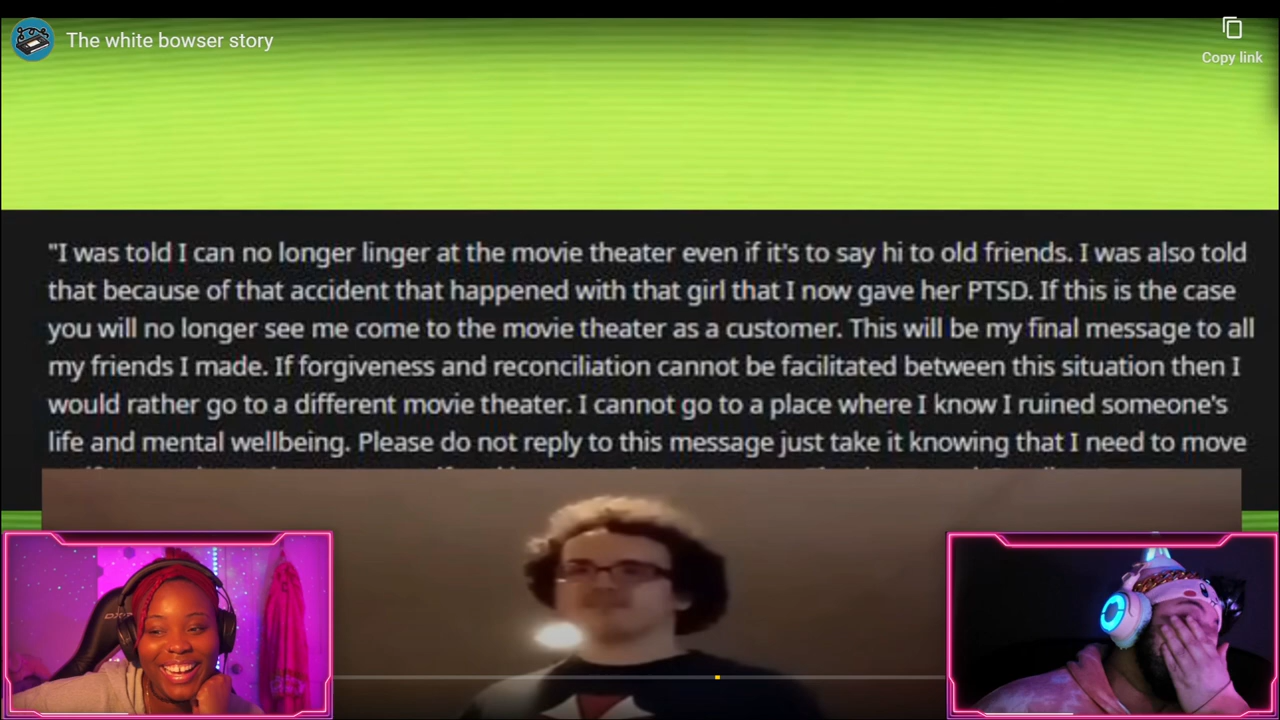 The white bowser story
Copy link
"I was told I can no longer linger at the movie theater even if it's to say hi to old friends. I was also told
that because of that accident that happened with that girl that I now gave her PTSD. If this is the case
you will no longer see me come to the movie theater as a customer. This will be my final message to all
my friends I made. If forgiveness and reconciliation cannot be facilitated between this situation then I
would rather go to a different movie theater. I cannot go to a place where I know I ruined someone's
life and mental wellbeing. Please do not reply to this message just take it knowing that I need to move